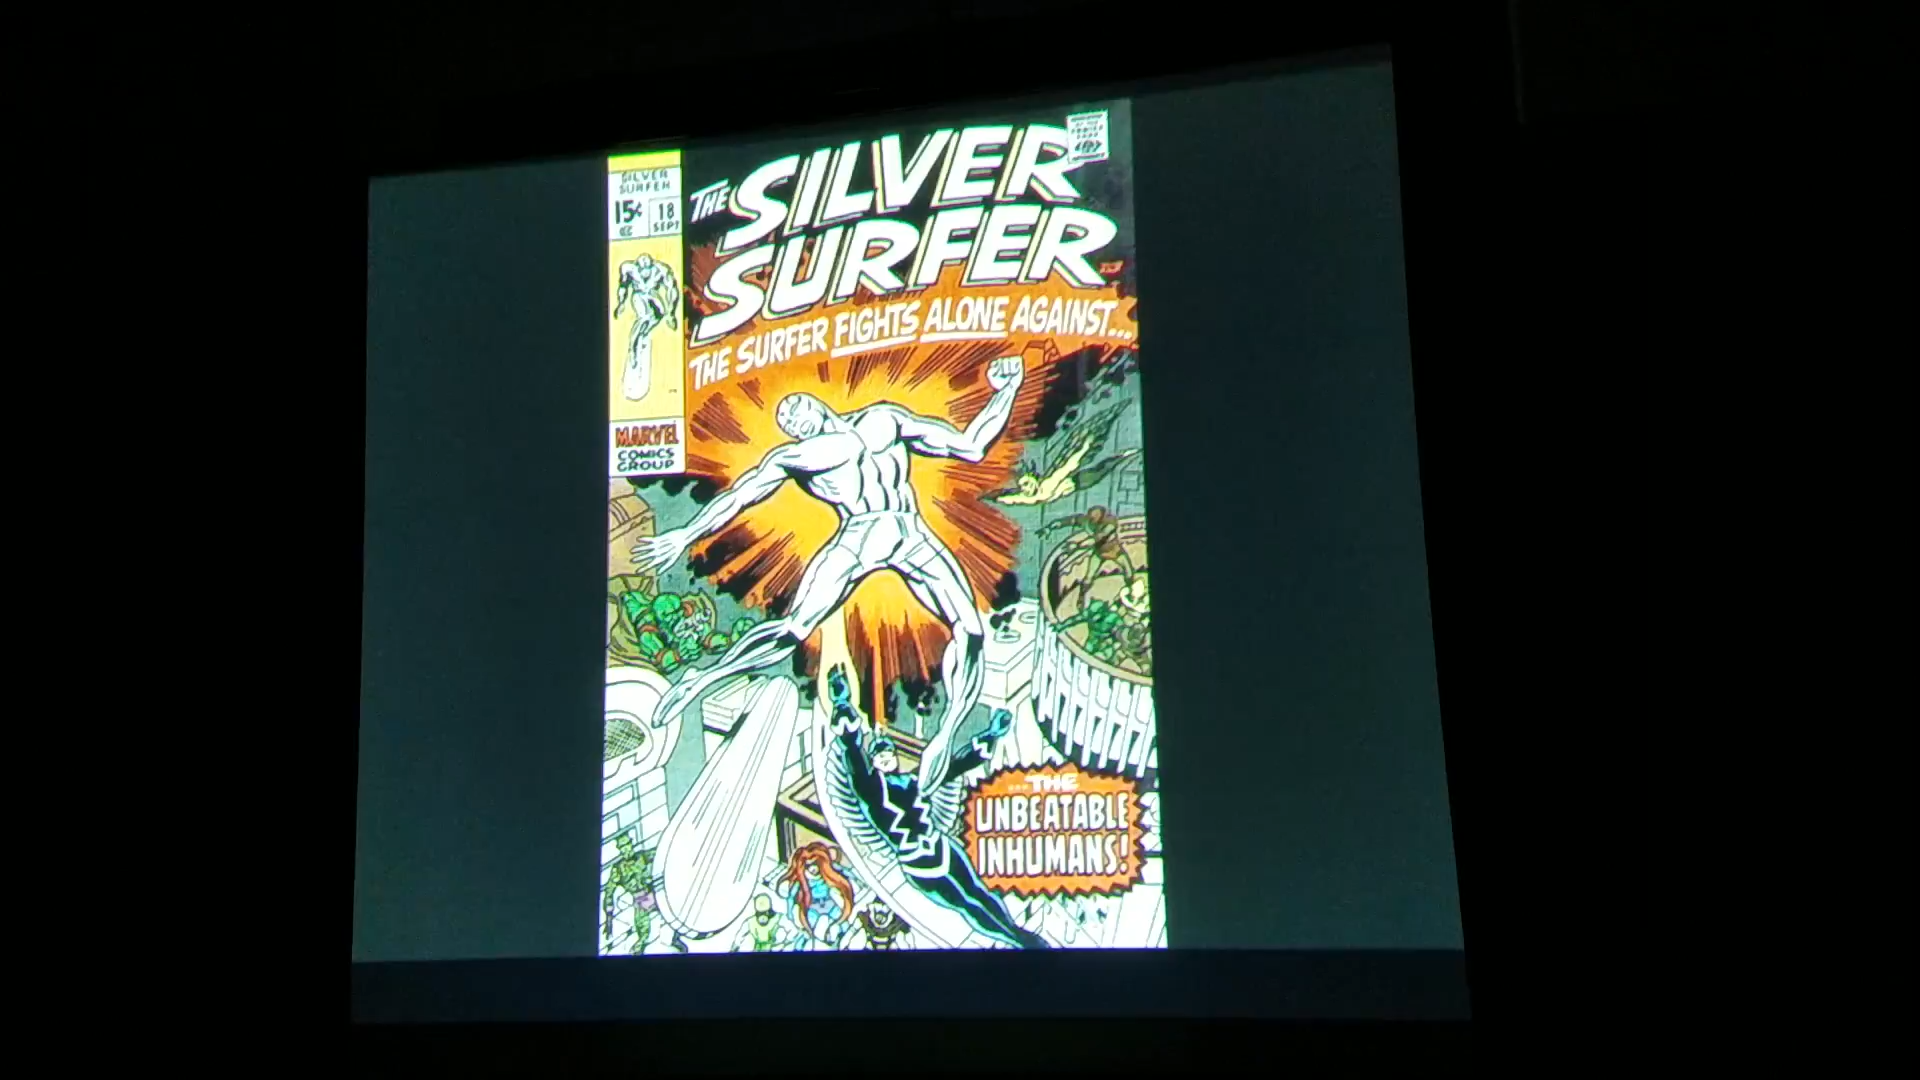 SILVER
SURFER
15¢
18
SEPT
MARVEL
COMICS
GROUP
THE SILVER
SURFER
THE SURFER FIGHTS ALONE AGAINST...
...THE
UNBEATABLE
INHUMANS!